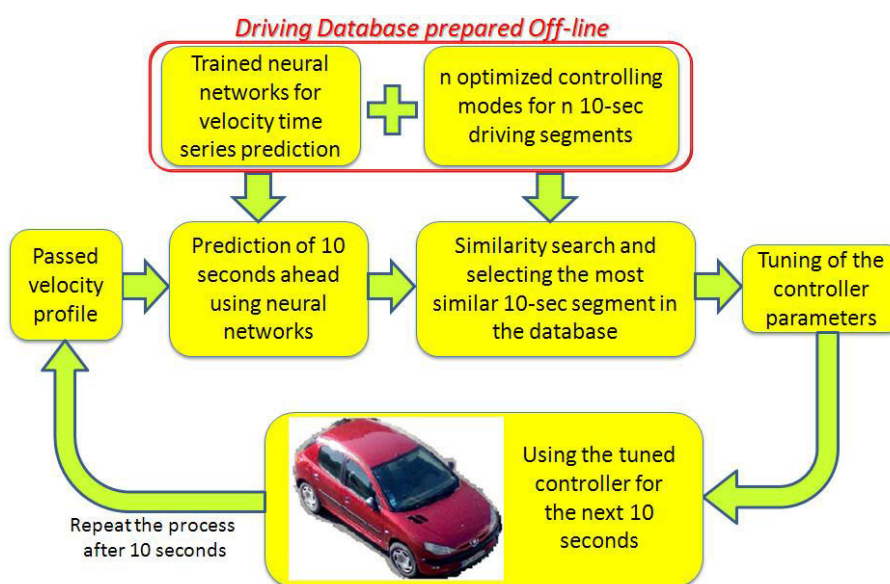 Driving Database prepared Off-line
Trained neural
networks for
velocity time
series prediction
n optimized controlling
modes for n 10-sec
driving segments
Passed
velocity
profile
Prediction of 10
seconds ahead
using neural
networks
Similarity search and
selecting the most
similar 10-sec segment in
the database
Tuning of the
controller
parameters
Using the tuned
controller for
the next 10
seconds
Repeat the process
after 10 seconds